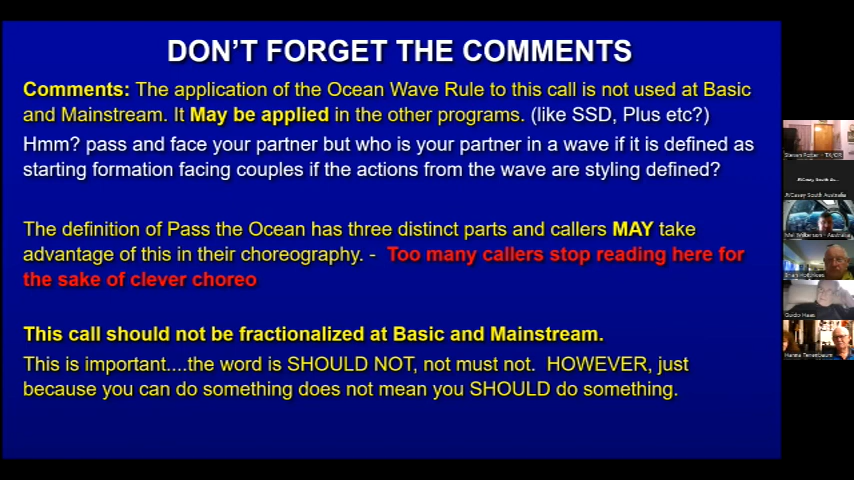 DON'T FORGET THE COMMENTS
Comments: The application of the Ocean Wave Rule to this call is not used at Basic
and Mainstream. It May be applied in the other programs. (like SSD, Plus etc?)
Hmm? pass and face your partner but who is your partner in a wave if it is defined as
starting formation facing couples if the actions from the wave are styling defined?
The definition of Pass the Ocean has three distinct parts and callers MAY take
advantage of this in their choreography. - Too many callers stop reading here for
the sake of clever choreo
This call should not be fractionalized at Basic and Mainstream.
This is important....the word is SHOULD NOT, not must not. HOWEVER, just
because you can do something does not mean you SHOULD do something.
Guido Haas